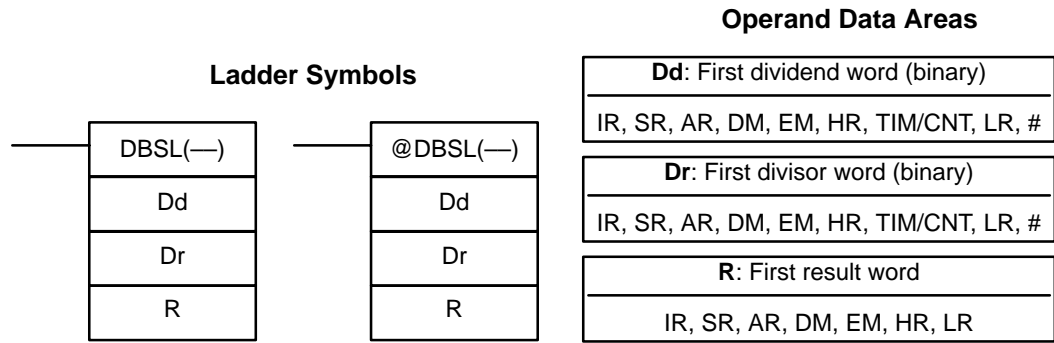 Operand Data Areas
Ladder Symbols
DBSL(––)
Dd
Dr
R
@DBSL(––)
Dd
Dr
R
Dd: First dividend word (binary)
IR, SR, AR, DM, EM, HR, TIM/CNT, LR, #
Dr: First divisor word (binary)
IR, SR, AR, DM, EM, HR, TIM/CNT, LR, #
R: First result word
IR, SR, AR, DM, EM, HR, LR